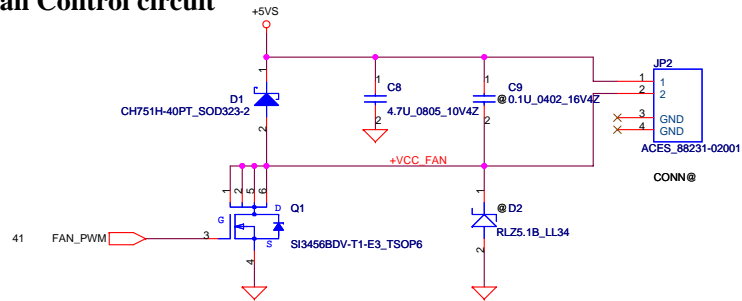 an Control circuit
+5VS
JP2
1
1
1
1
1
2
2
D1
C8
C9
CH751H-40PT_SOD323-2
4.7U_0805_10V4Z
@0.1U_0402_16V4Z
2
2
2
3
GND
4
GND
ACES_88231-02001
+VCC_FAN
CONN@
1
2
5
6
1
D
Q1
@D2
G
RLZ5.1B_LL34
41
FAN_PWM
3
S
SI3456BDV-T1-E3_TSOP6
2
4